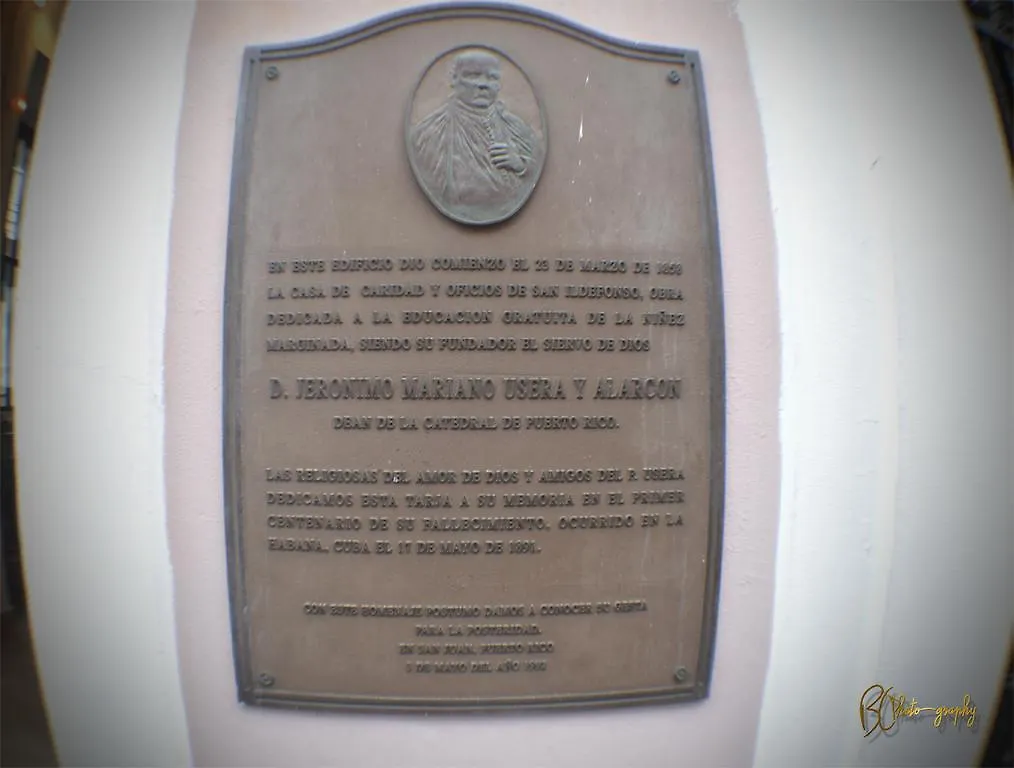 EN ESTE EDIFICIO DIO COMIENZO EL 23 DE MARZO DE 1858
LA CASA DE CARIDAD Y OFICIOS DE SAN ILDEFONSO, OBRA
DEDICADA A LA EDUCACION GRATUITA DE LA NIÑEZ
MARGINADA, SIENDO SU FUNDADOR EL SIERVO DE DIOS
D. JERONIMO MARIANO USERA Y ALARCON
DEAN DE LA CATEDRAL DE PUERTO RICO.
LAS RELIGIOSAS DEL AMOR DE DIOS Y AMIGOS DEL P. USERA
DEDICAMOS ESTA TARJA A SU MEMORIA EN EL PRIMER
CENTENARIO DE SU FALLECIMIENTO, OCURRIDO EN LA
HABANA, CUBA EL 17 DE MAYO DE 1891.
CON ESTE HOMENAJE POSTUMO DAMOS A CONOCER SU GESTA
PARA LA POSTERIDAD.
EN SAN JUAN, PUERTO RICO
DE MAYO DEL AÑO
BC Photo-graphy